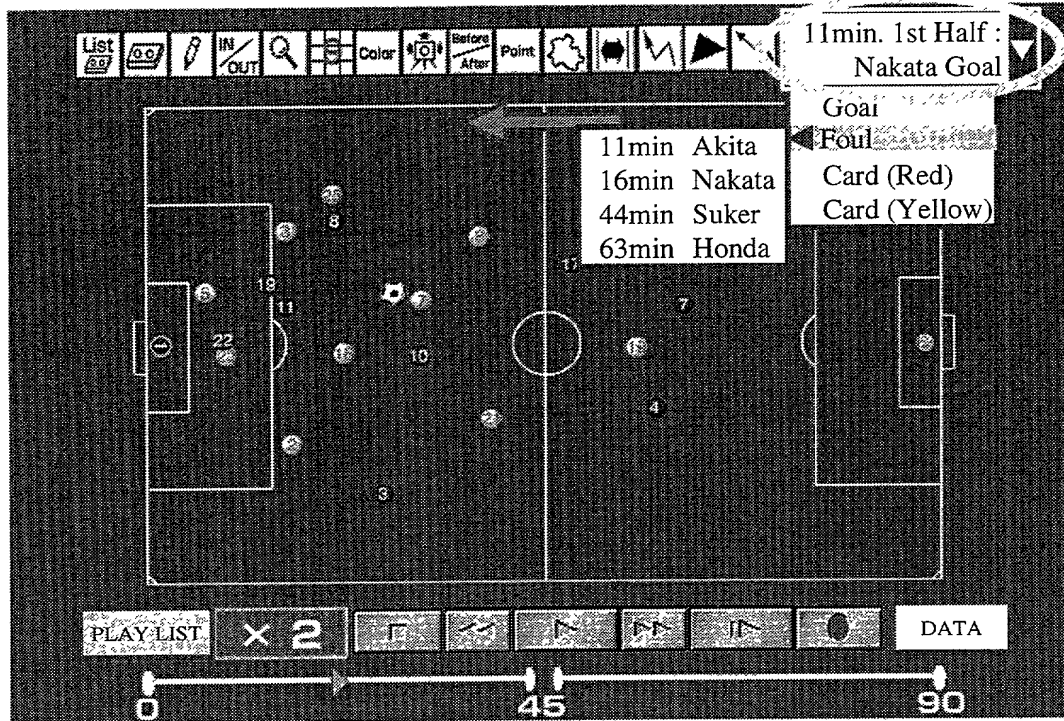 List
IN
OUT
Color
Before
After
Point
11min. 1st Half :
Nakata Goal
Goal
Foul
Card (Red)
Card (Yellow)
11min Akita
16min Nakata
44min Suker
63min Honda
8
19
11
22
10
7
4
3
PLAY LIST
× 2
DATA
0
45
90